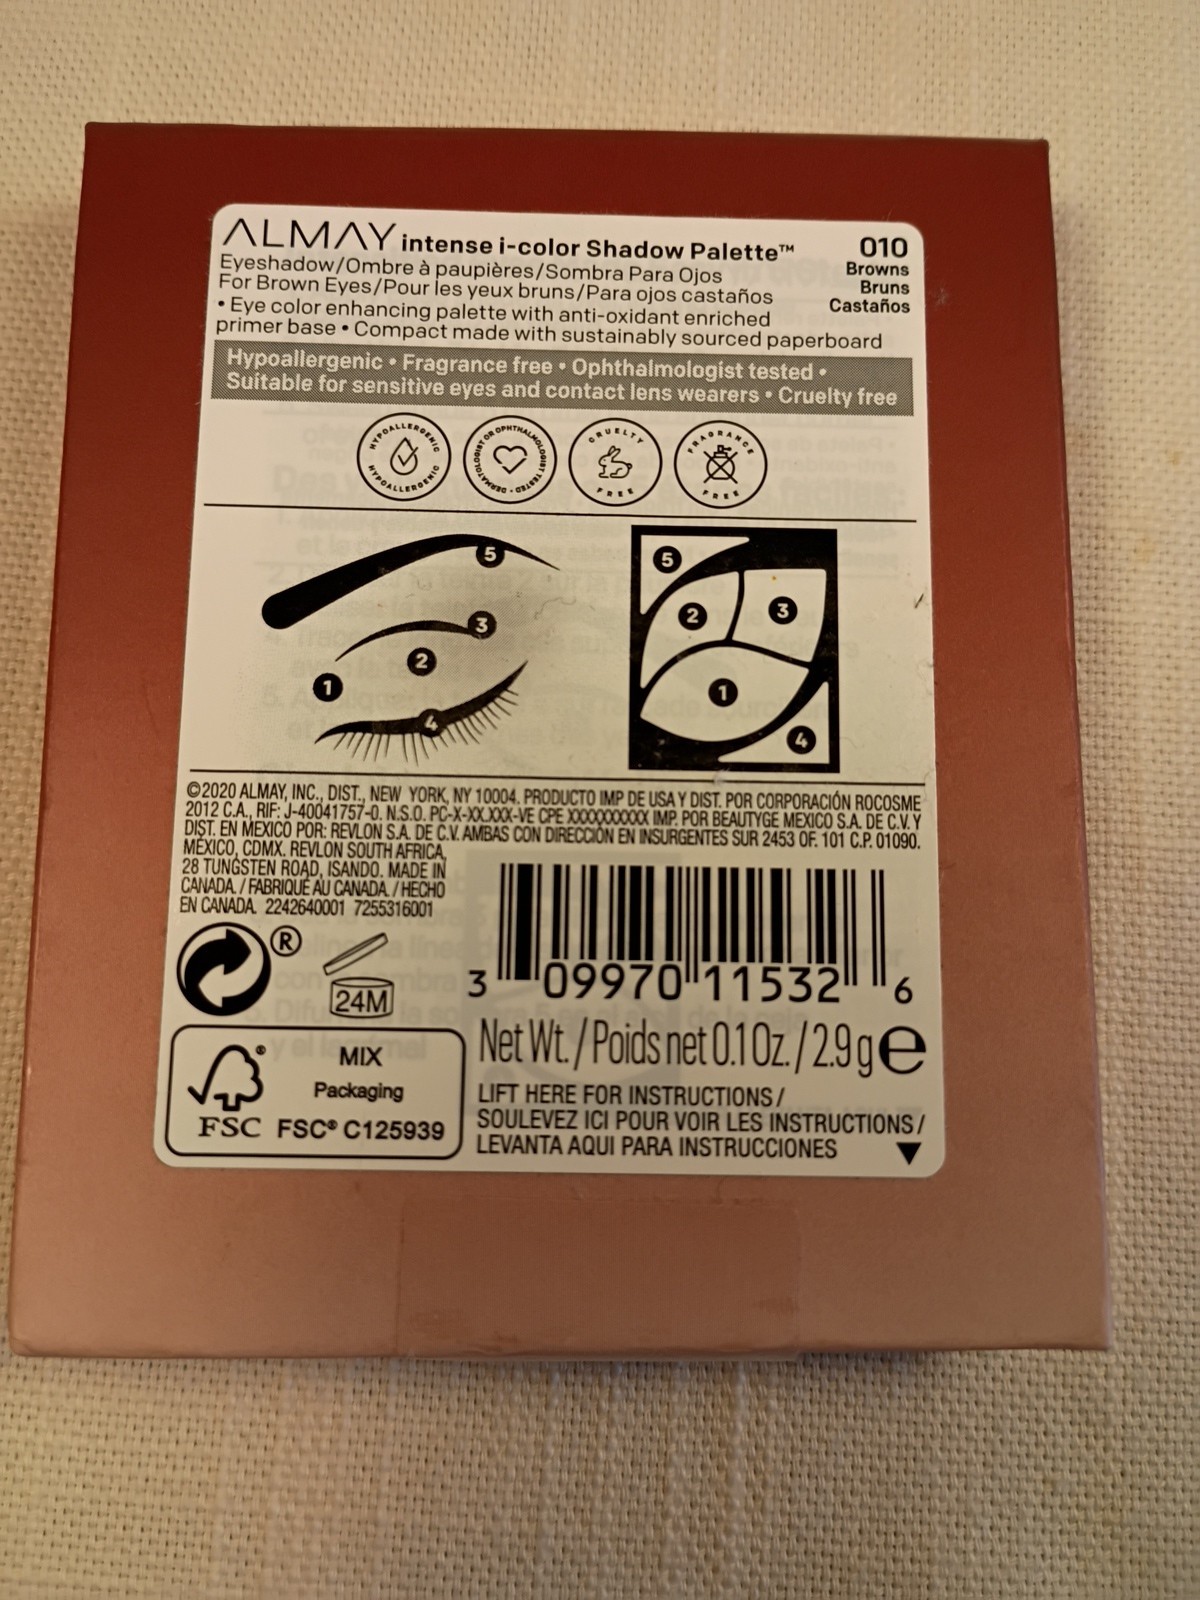 ALMAY intense i-color Shadow Palette™ 010
Eyeshadow/Ombre à paupières/Sombra Para Ojos Browns
For Brown Eyes/Pour les yeux bruns/Para ojos castaños Bruns
Castaños
• Eye color enhancing palette with anti-oxidant enriched
primer base • Compact made with sustainably sourced paperboard
Hypoallergenic • Fragrance free • Ophthalmologist tested •
Suitable for sensitive eyes and contact lens wearers • Cruelty free
HYPOALLERGENIC HYPOALLERGENIC
DERMATOLOGIST OR OPHTHALMOLOGIST TESTED
CRUELTY FREE
FRAGRANCE FREE
5
3
2
1
4
5
2
3
1
4
©2020 ALMAY, INC., DIST., NEW YORK, NY 10004. PRODUCTO IMP DE USA Y DIST. POR CORPORACIÓN ROCOSME
2012 C.A., RIF: J-40041757-0. N.S.O. PC-X-XX.XXX-VE CPE XXXXXXXXXX IMP. POR BEAUTYGE MEXICO S.A. DE C.V. Y
DIST. EN MEXICO POR: REVLON S.A. DE C.V. AMBAS CON DIRECCIÓN EN INSURGENTES SUR 2453 OF. 101 C.P. 01090.
MÉXICO, CDMX. REVLON SOUTH AFRICA,
28 TUNGSTEN ROAD, ISANDO. MADE IN
CANADA. / FABRIQUÉ AU CANADA. / HECHO
EN CANADA. 2242640001 7255316001
®
24M
3 09970 11532 6
Net Wt. / Poids net 0.1 Oz. / 2.9 g e
FSC® MIX
Packaging
FSC® C125939
LIFT HERE FOR INSTRUCTIONS /
SOULEVEZ ICI POUR VOIR LES INSTRUCTIONS /
LEVANTA AQUI PARA INSTRUCCIONES